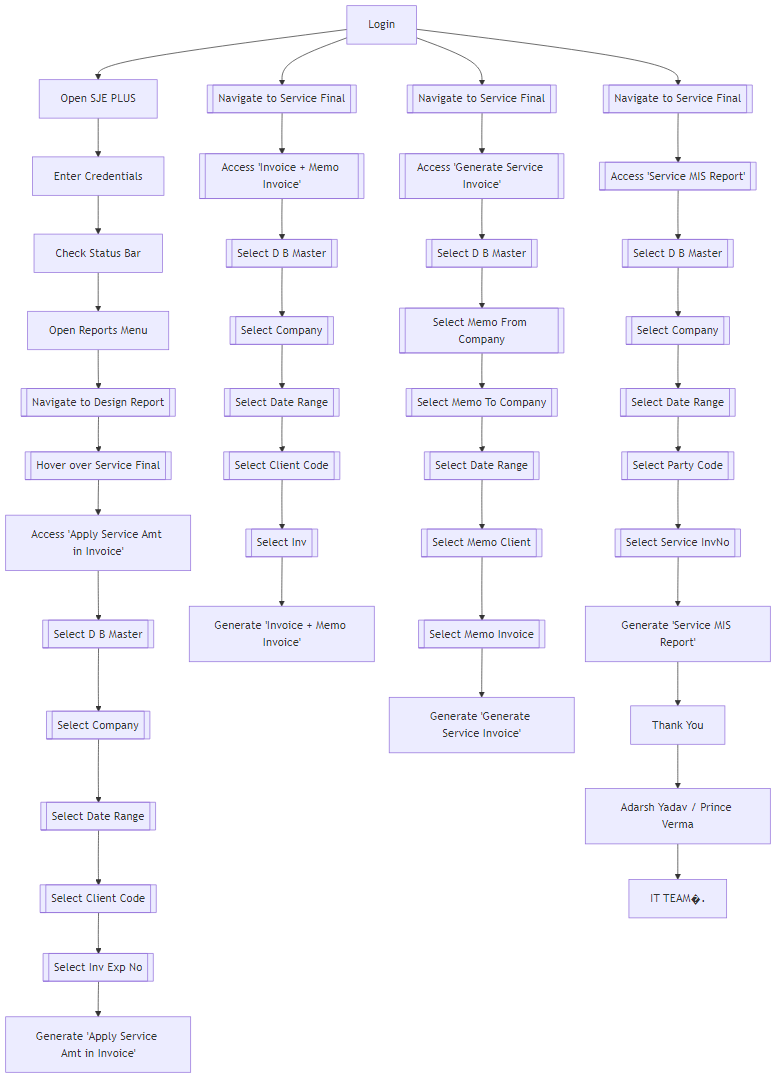 Login
Open SJE PLUS
Enter Credentials
Check Status Bar
Open Reports Menu
Navigate to Design Report
Hover over Service Final
Access 'Apply Service Amt
in Invoice'
Select D B Master
Select Company
Select Date Range
Select Client Code
Select Inv Exp No
Generate 'Apply Service
Amt in Invoice'
Navigate to Service Final
Access 'Invoice + Memo
Invoice'
Select D B Master
Select Company
Select Date Range
Select Client Code
Select Inv
Generate 'Invoice + Memo
Invoice'
Navigate to Service Final
Access 'Generate Service
Invoice'
Select D B Master
Select Memo From
Company
Select Memo To Company
Select Date Range
Select Memo Client
Select Memo Invoice
Generate 'Generate
Service Invoice'
Navigate to Service Final
Access 'Service MIS Report'
Select D B Master
Select Company
Select Date Range
Select Party Code
Select Service InvNo
Generate 'Service MIS
Report'
Thank You
Adarsh Yadav / Prince
Verma
IT TEAM�.